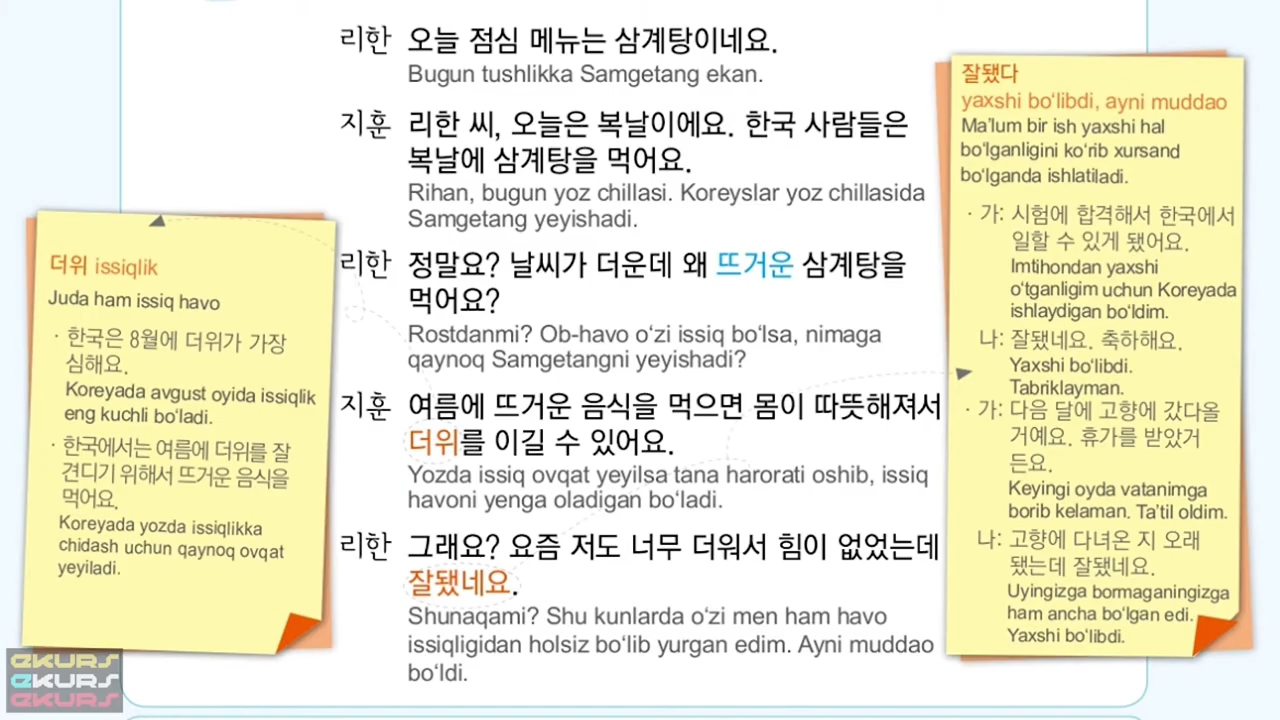 리한 오늘 점심 메뉴는 삼계탕이네요.
Bugun tushlikka Samgetang ekan.
지훈 리한 씨, 오늘은 복날이에요. 한국 사람들은
복날에 삼계탕을 먹어요.
Rihan, bugun yoz chillasi. Koreyslar yoz chillasida
Samgetang yeyishadi.
리한 정말요? 날씨가 더운데 왜 뜨거운 삼계탕을
먹어요?
Rostdanmi? Ob-havo o‘zi issiq bo‘lsa, nimaga
qaynoq Samgetangni yeyishadi?
지훈 여름에 뜨거운 음식을 먹으면 몸이 따뜻해져서
더위를 이길 수 있어요.
Yozda issiq ovqat yeyilsa tana harorati oshib, issiq
havoni yenga oladigan bo‘ladi.
리한 그래요? 요즘 저도 너무 더워서 힘이 없었는데
잘됐네요.
Shunaqami? Shu kunlarda o‘zi men ham havo
issiqligidan holsiz bo‘lib yurgan edim. Ayni muddao
bo‘ldi.
더위 issiqlik
Juda ham issiq havo
· 한국은 8월에 더위가 가장
심해요.
Koreyada avgust oyida issiqlik
eng kuchli bo‘ladi.
· 한국에서는 여름에 더위를 잘
견디기 위해서 뜨거운 음식을
먹어요.
Koreyada yozda issiqlikka
chidash uchun qaynoq ovqat
yeyiladi.
잘됐다
yaxshi bo‘libdi, ayni muddao
Ma’lum bir ish yaxshi hal
bo‘lganligini ko‘rib xursand
bo‘lganda ishlatiladi.
· 가: 시험에 합격해서 한국에서
일할 수 있게 됐어요.
Imtihondan yaxshi
o‘tganligim uchun Koreyada
ishlaydigan bo‘ldim.
나: 잘됐네요. 축하해요.
Yaxshi bo‘libdi.
Tabriklayman.
· 가: 다음 달에 고향에 갔다올
거예요. 휴가를 받았거
든요.
Keyingi oyda vatanimga
borib kelaman. Ta’til oldim.
나: 고향에 다녀온 지 오래
됐는데 잘됐네요.
Uyingizga bormaganingizga
ham ancha bo‘lgan edi.
Yaxshi bo‘libdi.
eKURS
eKURS
eKURS